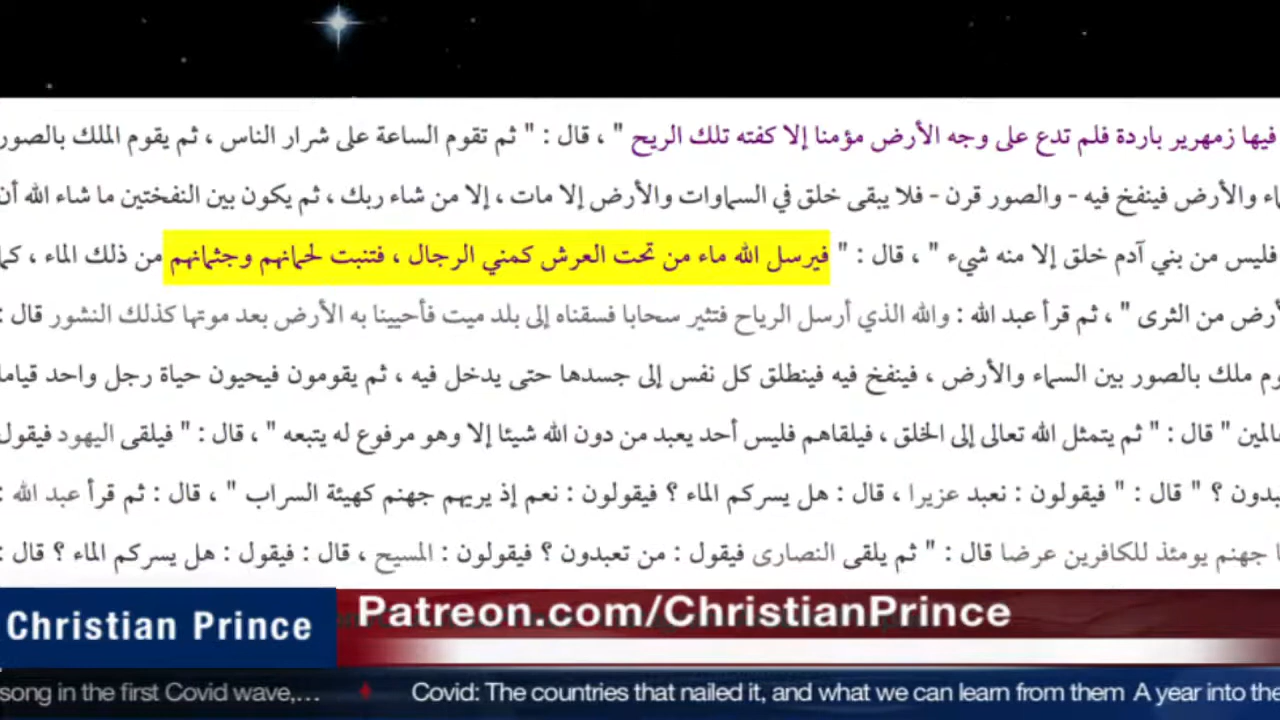 فيها زمهرير باردة فلم تدع على وجه الأرض مؤمنا إلا كفته تلك الريح " ، قال : " ثم تقوم الساعة على شرار الناس ، ثم يقوم الملك بالصور
والأرض فينفخ فيه - والصور قرن - فلا يبقى خلق في السماوات والأرض إلا مات ، إلا من شاء ربك ، ثم يكون بين النفختين ما شاء الله أن
فليس من بني آدم خلق إلا منه شيء " ، قال : " فيرسل الله ماء من تحت العرش كمني الرجال ، فتنبت لحمانهم وجثمانهم من ذلك الماء ، كما
من الثرى " ، ثم قرأ عبد الله : والله الذي أرسل الرياح فتثير سحابا فسقناه إلى بلد ميت فأحيينا به الأرض بعد موتها كذلك النشور قال :
ملك بالصور بين السماء والأرض ، فينفخ فيه فينطلق كل نفس إلى جسدها حتى يدخل فيه ، ثم يقومون فيحيون حياة رجل واحد قياما
" قال : " ثم يتمثل الله تعالى إلى الخلق ، فيلقاهم فليس أحد يعبد من دون الله شيئا إلا وهو مرفوع له يتبعه " ، قال : " فيلقى اليهود فيقول
؟ " قال : " فيقولون : نعبد عزيرا ، قال : هل يسركم الماء ؟ فيقولون : نعم إذ يريهم جهنم كهيئة السراب " ، قال : ثم قرأ عبد الله :
جهنم يومئذ للكافرين عرضا قال : " ثم يلقى النصارى فيقول : من تعبدون ؟ فيقولون : المسيح ، قال : فيقول : هل يسركم الماء ؟ قال :
Christian Prince
Patreon.com/ChristianPrince
song in the first Covid wave,... Covid: The countries that nailed it, and what we can learn from them A year into the